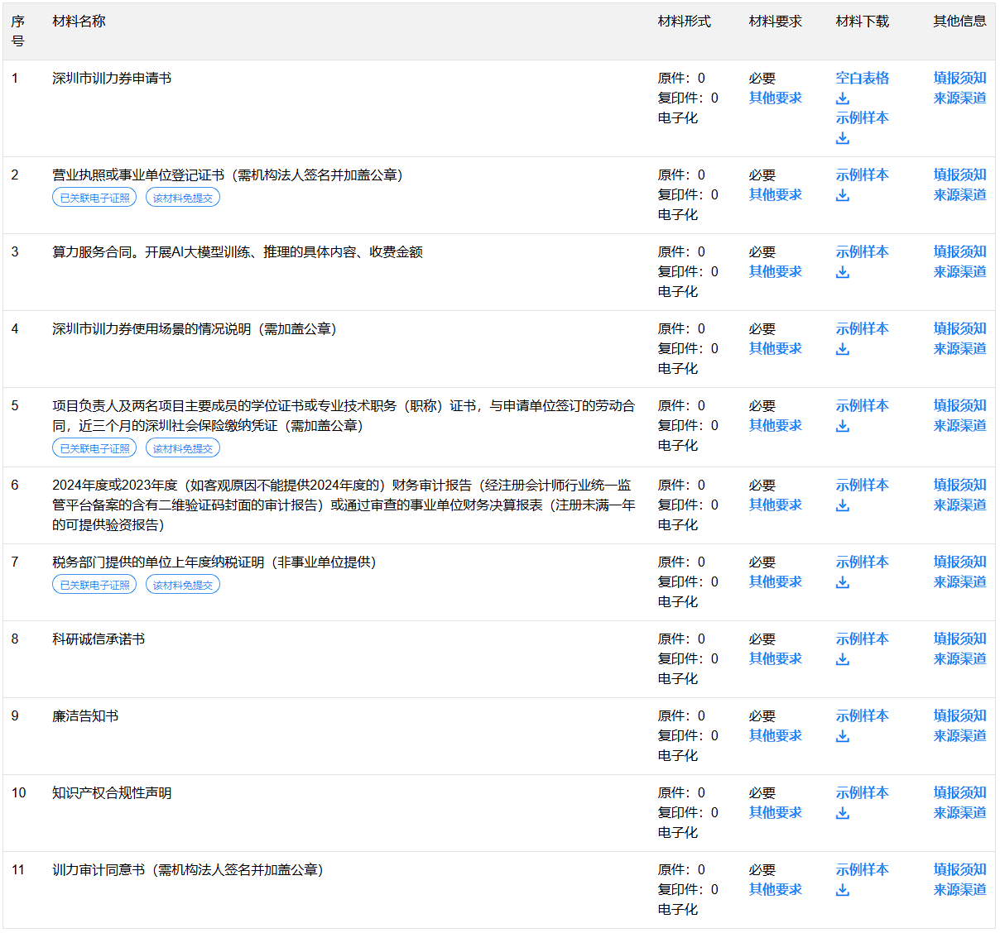 序号 材料名称 材料形式 材料要求 材料下载 其他信息
1 深圳市训力券申请书 原件：0 必要 空白表格 填报须知
复印件：0 其他要求 来源渠道
电子化 示例样本
2 营业执照或事业单位登记证书（需机构法人签名并加盖公章） 原件：0 必要 示例样本 填报须知
已关联电子证照 该材料免提交 复印件：0 其他要求 来源渠道
电子化
3 算力服务合同。开展AI大模型训练、推理的具体内容、收费金额 原件：0 必要 示例样本 填报须知
复印件：0 其他要求 来源渠道
电子化
4 深圳市训力券使用场景的情况说明（需加盖公章） 原件：0 必要 示例样本 填报须知
复印件：0 其他要求 来源渠道
电子化
5 项目负责人及两名项目主要成员的学位证书或专业技术职务（职称）证书，与申请单位签订的劳动合 原件：0 必要 示例样本 填报须知
同，近三个月的深圳社会保险缴纳凭证（需加盖公章） 复印件：0 其他要求 来源渠道
已关联电子证照 该材料免提交 电子化
6 2024年度或2023年度（如客观原因不能提供2024年度的）财务审计报告（经注册会计师行业统一监 原件：0 必要 示例样本 填报须知
管平台备案的含有二维验证码封面的审计报告）或通过审查的事业单位财务决算报表（注册未满一年 复印件：0 其他要求 来源渠道
的可提供验资报告） 电子化
7 税务部门提供的单位上年度纳税证明（非事业单位提供） 原件：0 必要 示例样本 填报须知
已关联电子证照 该材料免提交 复印件：0 其他要求 来源渠道
电子化
8 科研诚信承诺书 原件：0 必要 示例样本 填报须知
复印件：0 其他要求 来源渠道
电子化
9 廉洁告知书 原件：0 必要 示例样本 填报须知
复印件：0 其他要求 来源渠道
电子化
10 知识产权合规性声明 原件：0 必要 示例样本 填报须知
复印件：0 其他要求 来源渠道
电子化
11 训力审计同意书（需机构法人签名并加盖公章） 原件：0 必要 示例样本 填报须知
复印件：0 其他要求 来源渠道
电子化